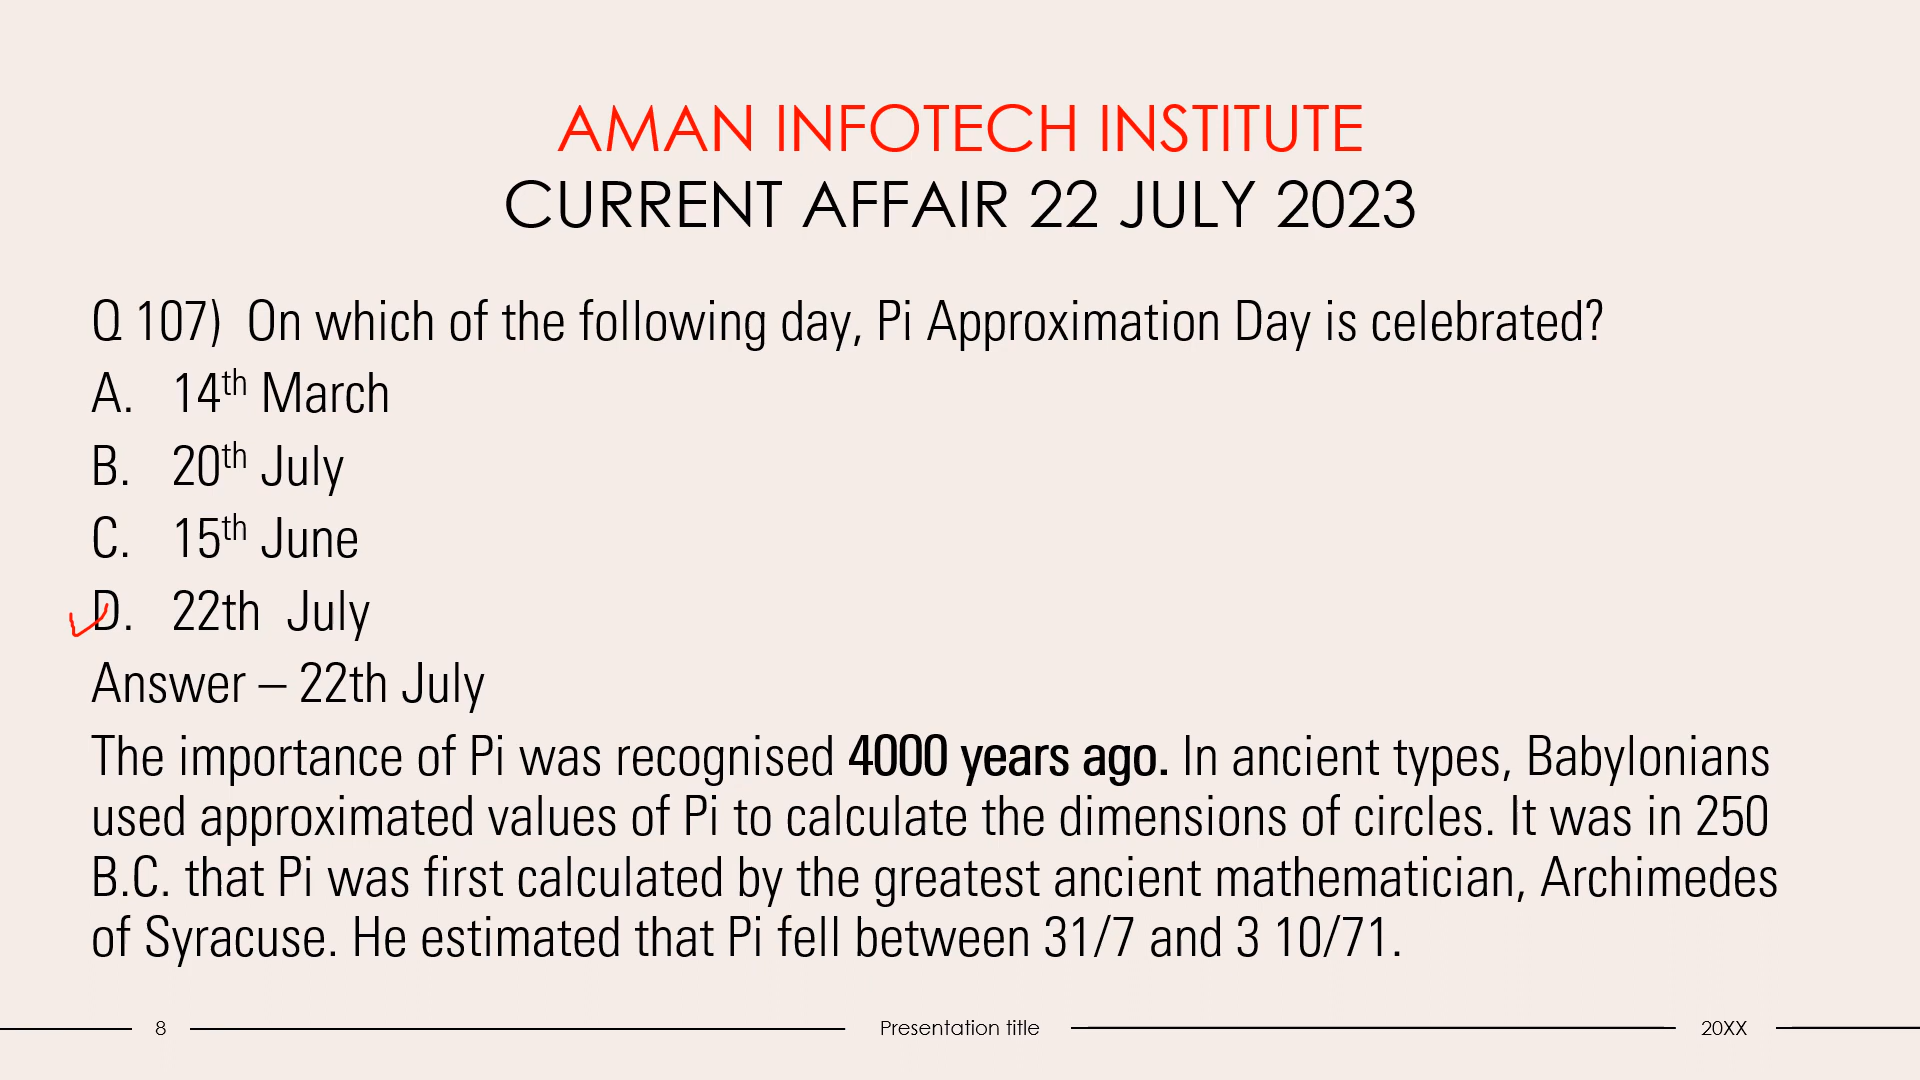 AMAN INFOTECH INSTITUTE
CURRENT AFFAIR 22 JULY 2023
Q 107)  On which of the following day, Pi Approximation Day is celebrated?
A.   14th March
B.   20th July
C.   15th June
D.   22th  July
Answer – 22th July
The importance of Pi was recognised 4000 years ago. In ancient types, Babylonians
used approximated values of Pi to calculate the dimensions of circles. It was in 250
B.C. that Pi was first calculated by the greatest ancient mathematician, Archimedes
of Syracuse. He estimated that Pi fell between 31/7 and 3 10/71.
8 Presentation title 20XX